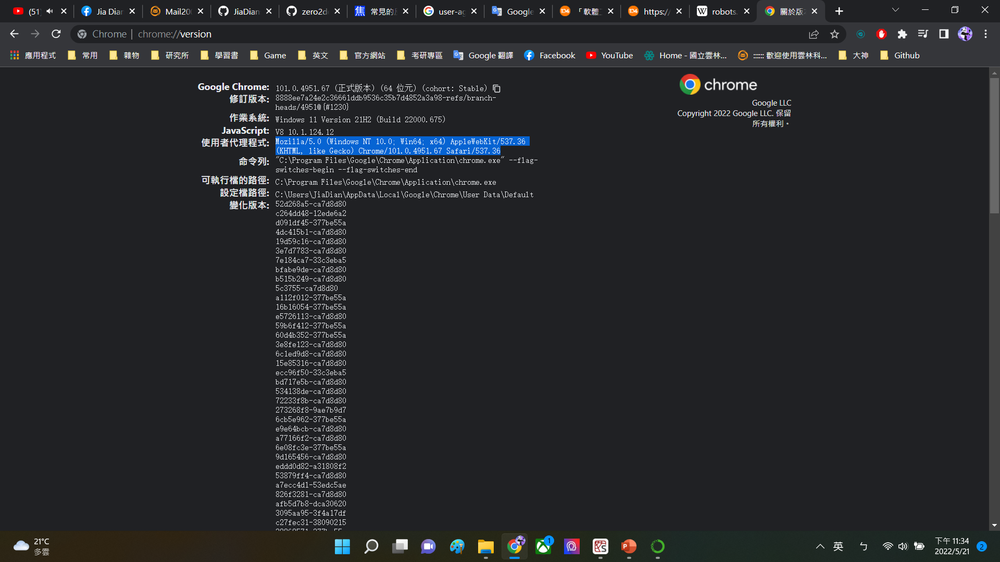 (51
Jia Dian
Mail20
JiaDian
zero2d
焦 常見的
user-ag
Google
104 「軟體
104 https://
W robots.
關於版
Chrome | chrome://version
應用程式
常用
雜物
研究所
學習書
Game
英文
官方網站
考研專區
Google 翻譯
Facebook
YouTube
Home - 國立雲林...
:::::: 歡迎使用雲林科...
大神
Github
Google Chrome: 101.0.4951.67 (正式版本) (64 位元) (cohort: Stable)
修訂版本: 8888ee7a24e2c36661ddb9536c35b7d4852a3a98-refs/branch-
heads/4951@{#1230}
作業系統: Windows 11 Version 21H2 (Build 22000.675)
JavaScript: V8 10.1.124.12
使用者代理程式: Mozilla/5.0 (Windows NT 10.0; Win64; x64) AppleWebKit/537.36
(KHTML, like Gecko) Chrome/101.0.4951.67 Safari/537.36
命令列: "C:\Program Files\Google\Chrome\Application\chrome.exe" --flag-
switches-begin --flag-switches-end
可執行檔的路徑: C:\Program Files\Google\Chrome\Application\chrome.exe
設定檔路徑: C:\Users\JiaDian\AppData\Local\Google\Chrome\User Data\Default
變化版本: 52d268a5-ca7d8d80
c264dd48-12ede6a2
d091df45-377be55a
4dc415b1-ca7d8d80
19d59c16-ca7d8d80
3e7d7783-ca7d8d80
7e184ca7-33c3eba5
bfabe9de-ca7d8d80
b515b249-ca7d8d80
5c3755-ca7d8d80
a112f012-377be55a
16b16054-377be55a
e5726113-ca7d8d80
59b6f412-377be55a
60d4b352-377be55a
3e8fe123-ca7d8d80
6c1ed9d8-ca7d8d80
15e85316-ca7d8d80
ecc96f50-33c3eba5
bd717e5b-ca7d8d80
534138de-ca7d8d80
72233f8b-ca7d8d80
273268f8-9ae7b9d7
6cb5e962-377be55a
e9e64bcb-ca7d8d80
a77166f2-ca7d8d80
6e08fc3e-377be55a
9d165456-ca7d8d80
eddd0d82-a31808f2
53879ff4-ca7d8d80
a7ecc4d1-53edc5ae
826f3281-ca7d8d80
afb5d7b8-dca30620
3095aa95-3f4a17df
c27fec31-38090215
chrome
Google LLC
Copyright 2022 Google LLC. 保留
所有權利。
21°C
多雲
1
英
ㄅ
下午 11:34
2022/5/21
2